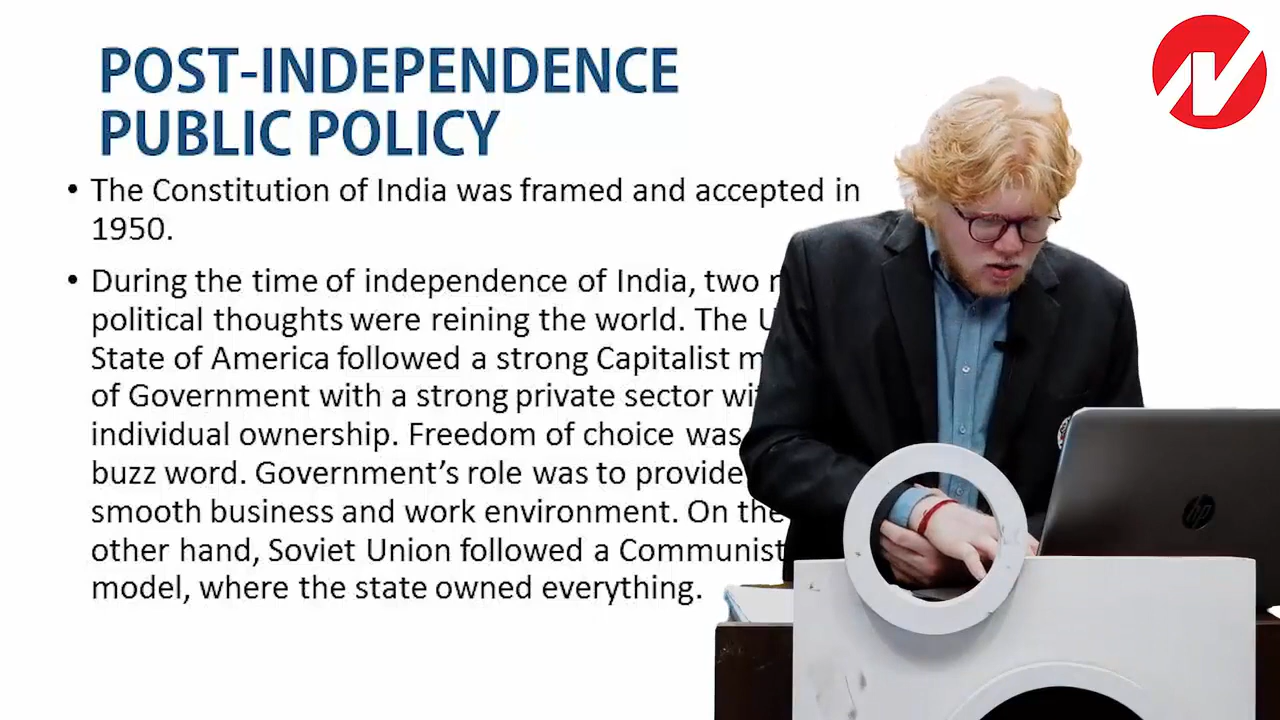 POST-INDEPENDENCE
PUBLIC POLICY
• The Constitution of India was framed and accepted in
1950.
• During the time of independence of India, two
political thoughts were reining the world. The
State of America followed a strong Capitalist
of Government with a strong private sector
individual ownership. Freedom of choice was
buzz word. Government's role was to provide
smooth business and work environment. On the
other hand, Soviet Union followed a Communist
model, where the state owned everything.
hp